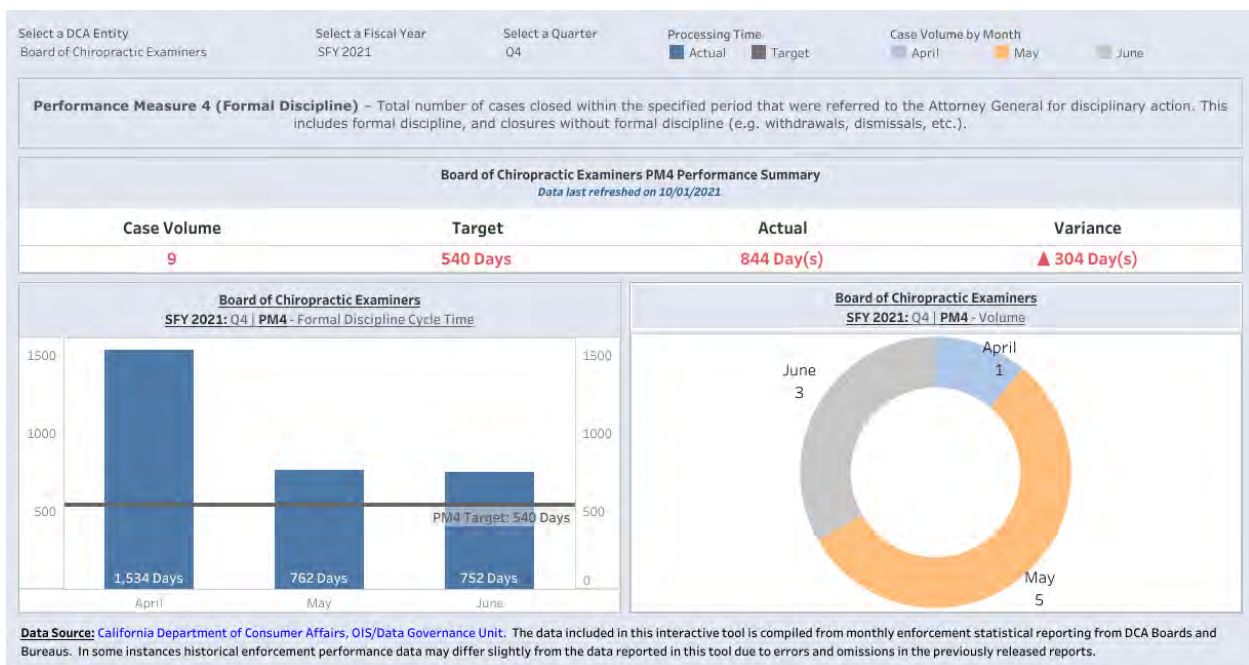 Select a DCA Entity
Select a Fiscal Year
Select a Quarter
Processing Time
Case Volume by Month
Board of Chiropractic Examiners
SFY 2021
Q4
Actual
Target
April
May
June
Performance Measure 4 (Formal Discipline) – Total number of cases closed within the specified period that were referred to the Attorney General for disciplinary action. This
includes formal discipline, and closures without formal discipline (e.g. withdrawals, dismissals, etc.).
Board of Chiropractic Examiners PM4 Performance Summary
Data last refreshed on 10/01/2021
Case Volume
Target
Actual
Variance
9
540 Days
844 Day(s)
▲ 304 Day(s)
Board of Chiropractic Examiners
SFY 2021: Q4 | PM4 - Formal Discipline Cycle Time
1500
1000
500
1500
1000
500
0
PM4 Target: 540 Days
1,534 Days
762 Days
752 Days
April
May
June
Board of Chiropractic Examiners
SFY 2021: Q4 | PM4 - Volume
April
1
June
3
May
5
Data Source: California Department of Consumer Affairs, OIS/Data Governance Unit. The data included in this interactive tool is compiled from monthly enforcement statistical reporting from DCA Boards and
Bureaus. In some instances historical enforcement performance data may differ slightly from the data reported in this tool due to errors and omissions in the previously released reports.